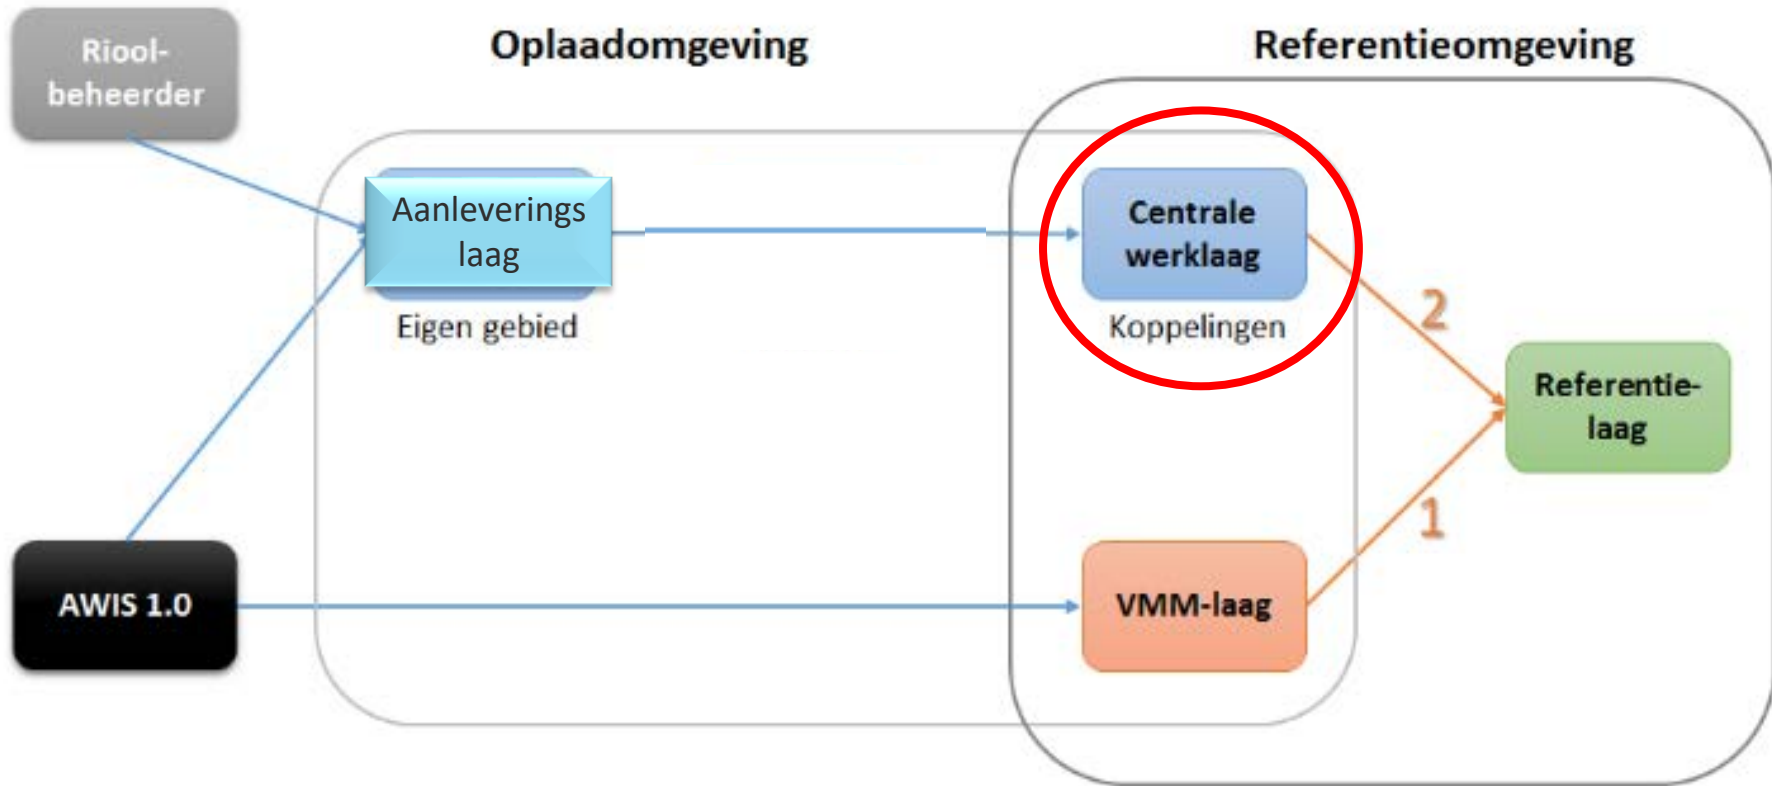 Riool-
beheerder
Oplaadomgeving
Referentieomgeving
Aanleverings
laag
Eigen gebied
Centrale
werklaag
Koppelingen
2
Referentie-
laag
1
AWIS 1.0
VMM-laag